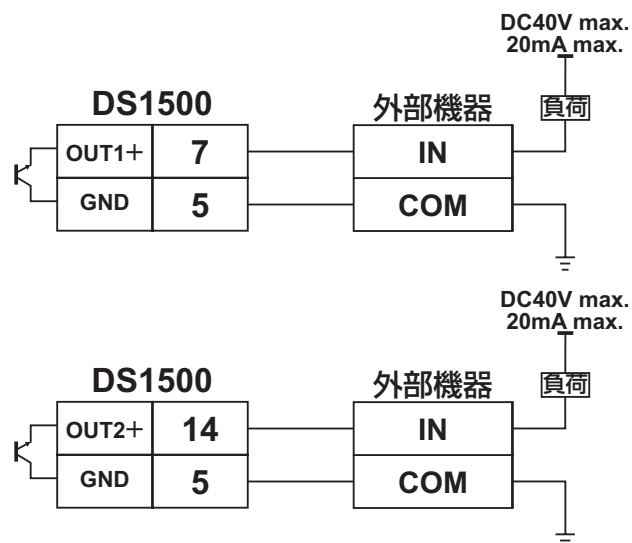 DC40V max.
20mA max.
DS1500
外部機器
負荷
OUT1+ 7
IN
GND 5
COM
DC40V max.
20mA max.
DS1500
外部機器
負荷
OUT2+ 14
IN
GND 5
COM